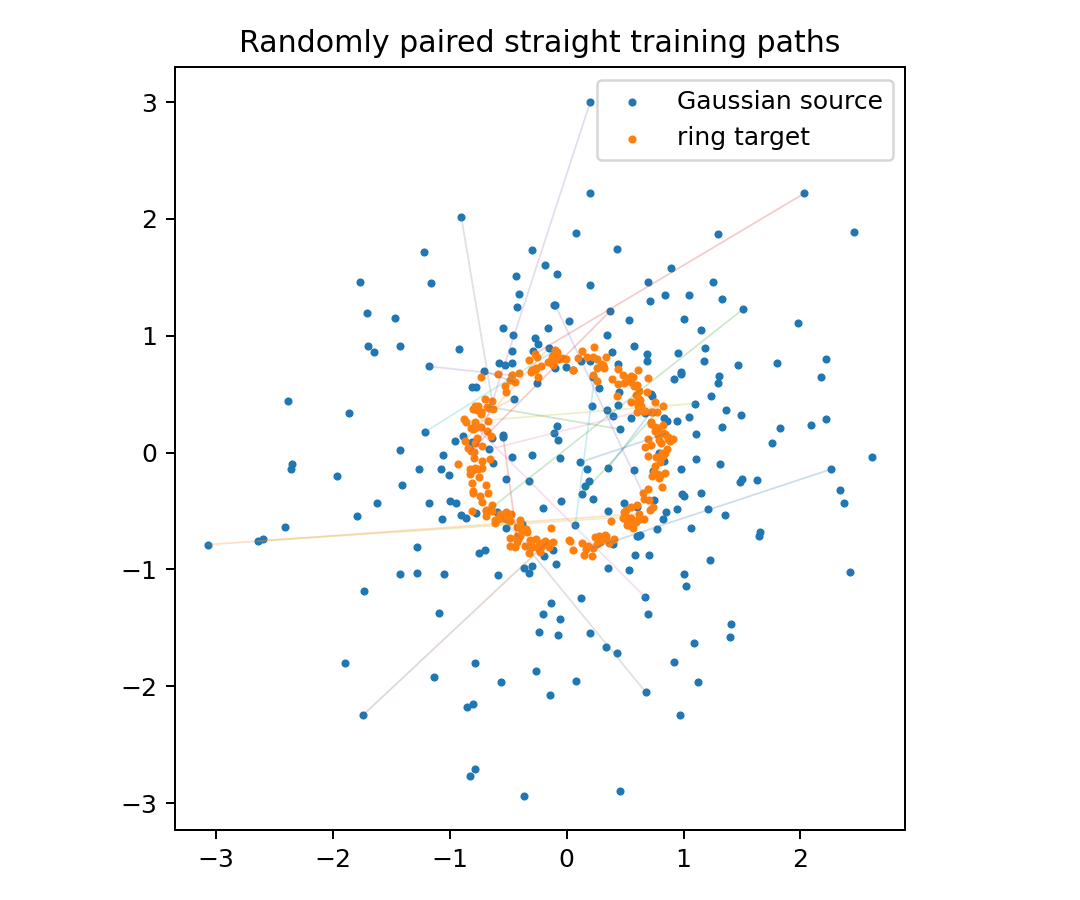 Randomly paired straight training paths
Gaussian source
ring target
3
2
1
0
−1
−2
−3
−3 −2 −1 0 1 2